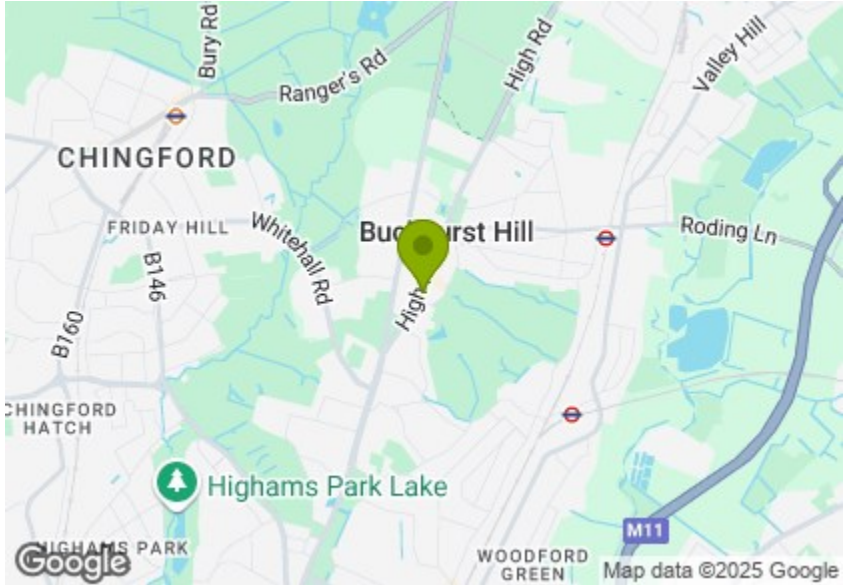 Bury Rd
Ranger's Rd
High Rd
Valley Hill
CHINGFORD
FRIDAY HILL
Whitehall Rd
Hill
Roding Ln
B146
High
B160
CHINGFORD
HATCH
Highams Park Lake
M11
HIGHAMS PARK
WOODFORD
GREEN
Google
Map data ©2025 Google